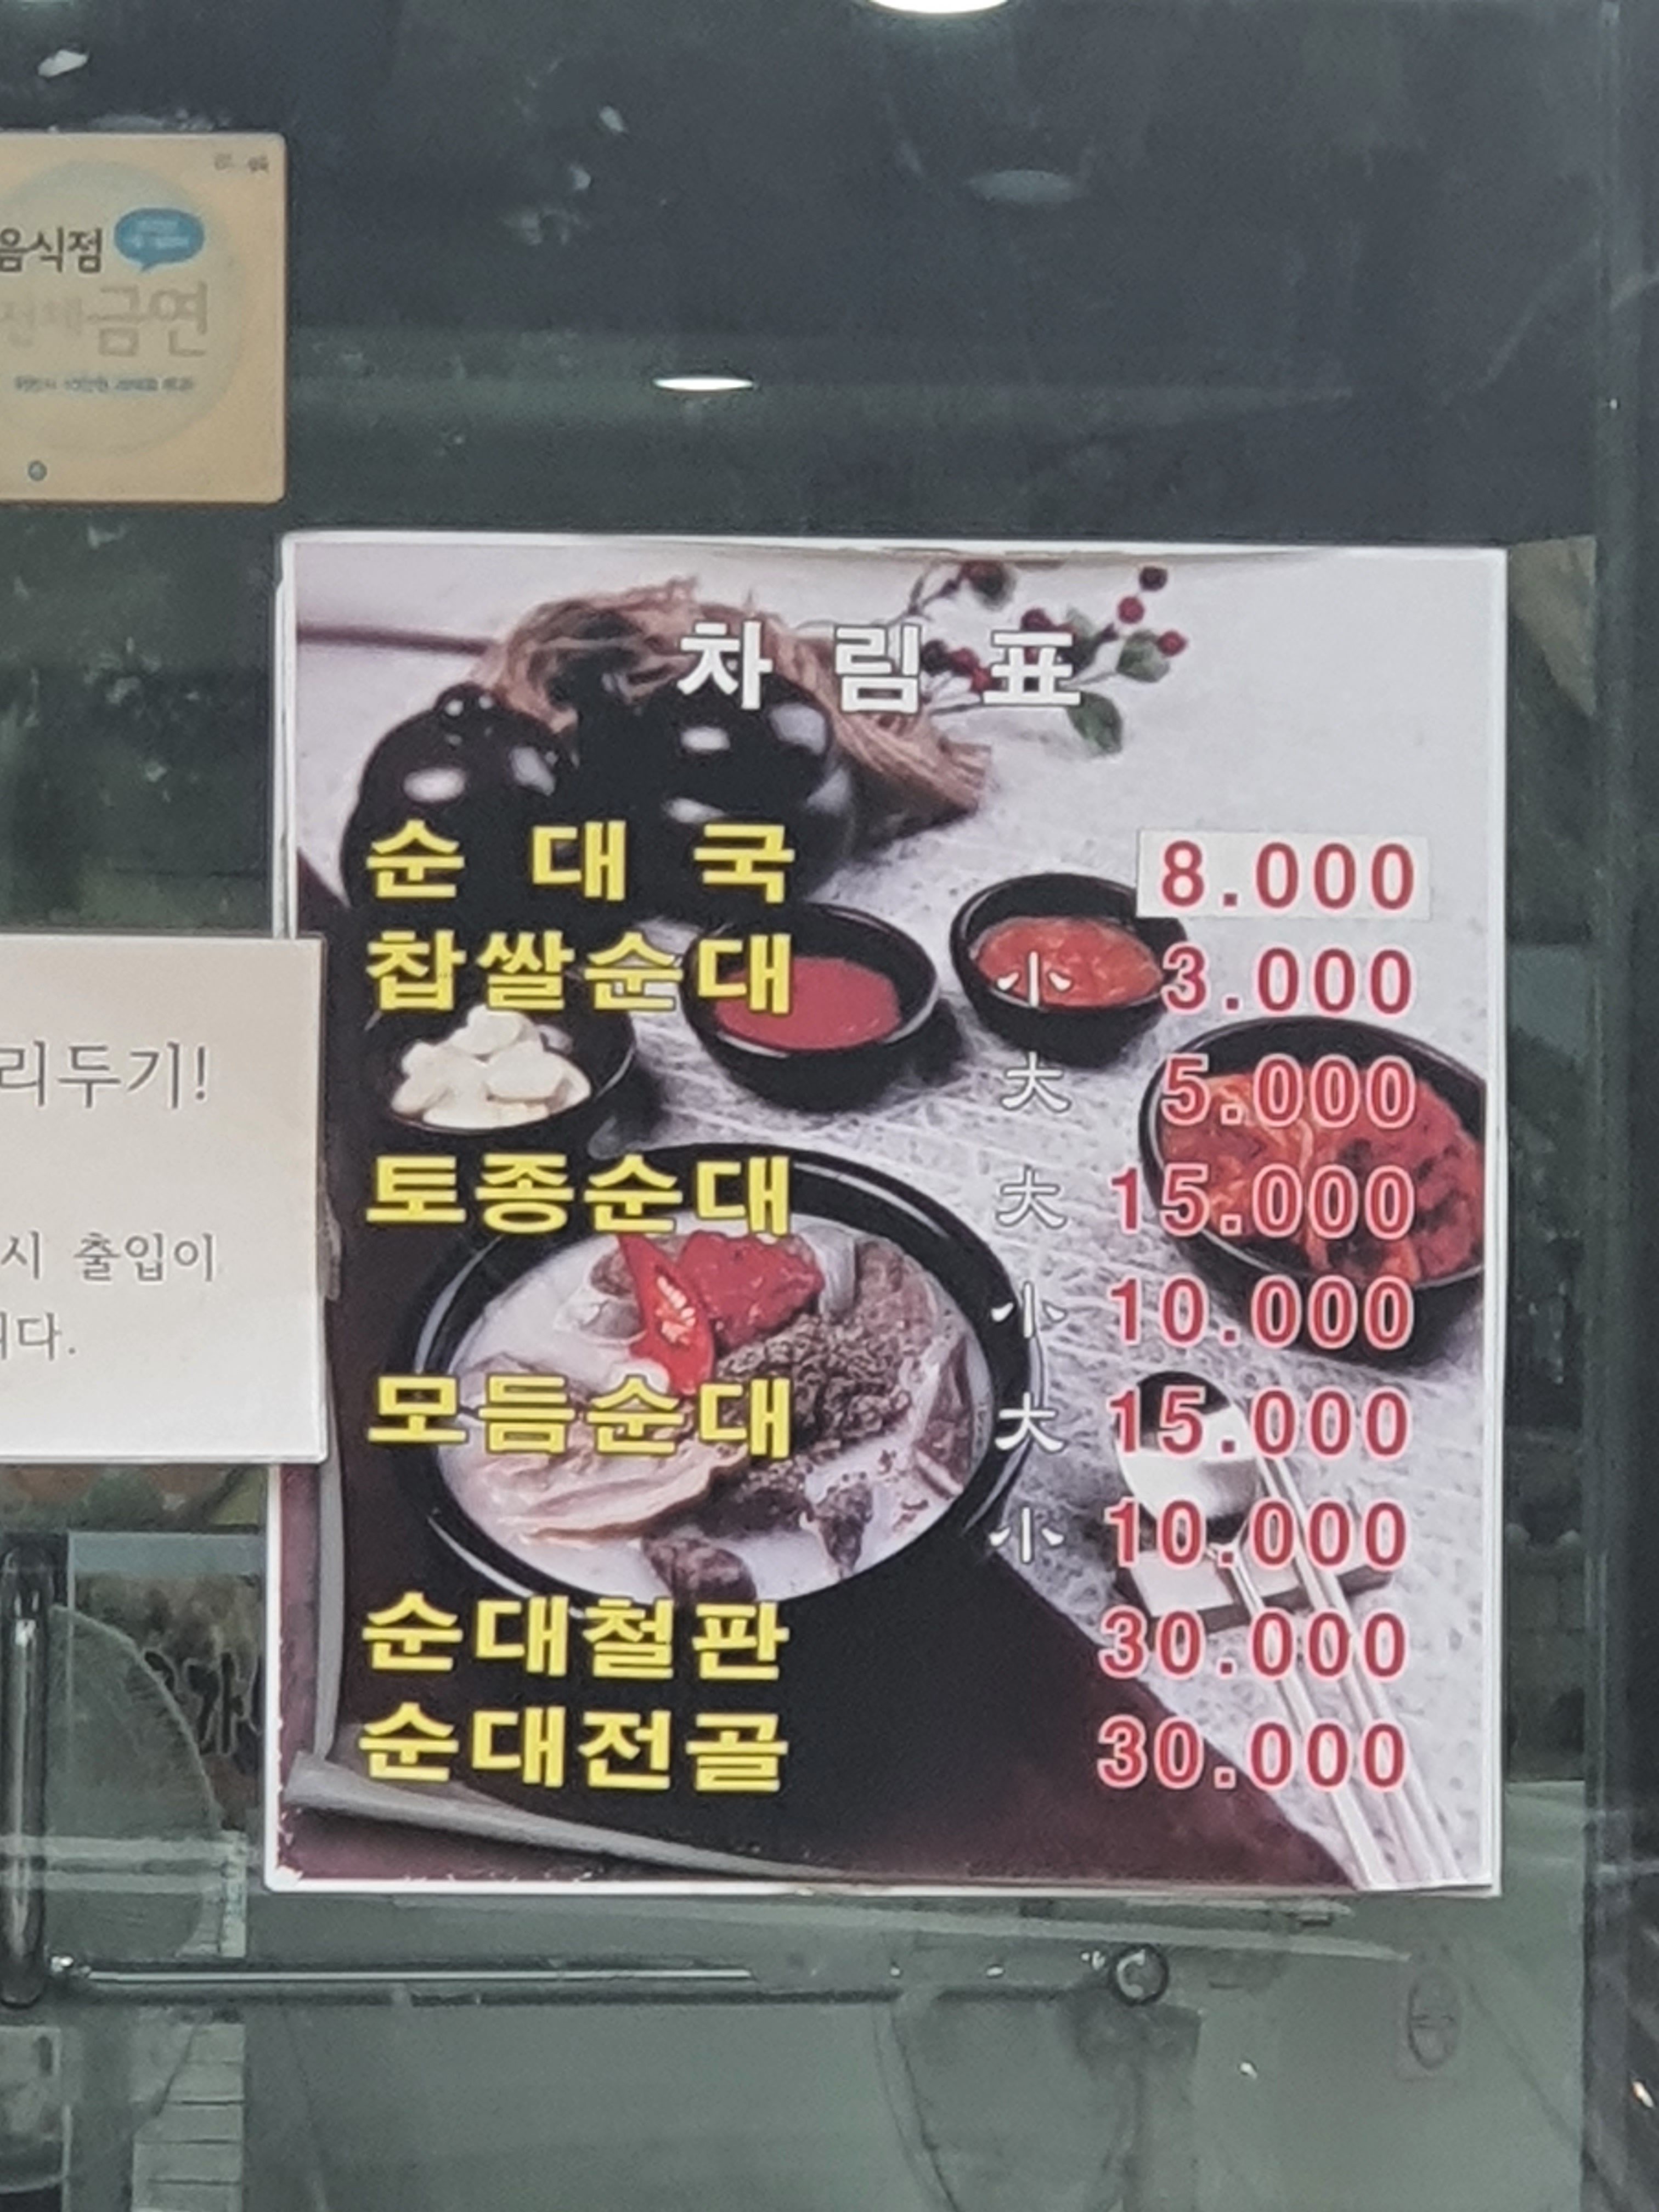 음식점
전체금연
리두기!
시 출입이
니다.
차 림 표
순 대 국 8.000
찹쌀순대 小 3.000
大 5.000
토종순대 大 15.000
小 10.000
모듬순대 大 15.000
小 10.000
순대철판 30.000
순대전골 30.000